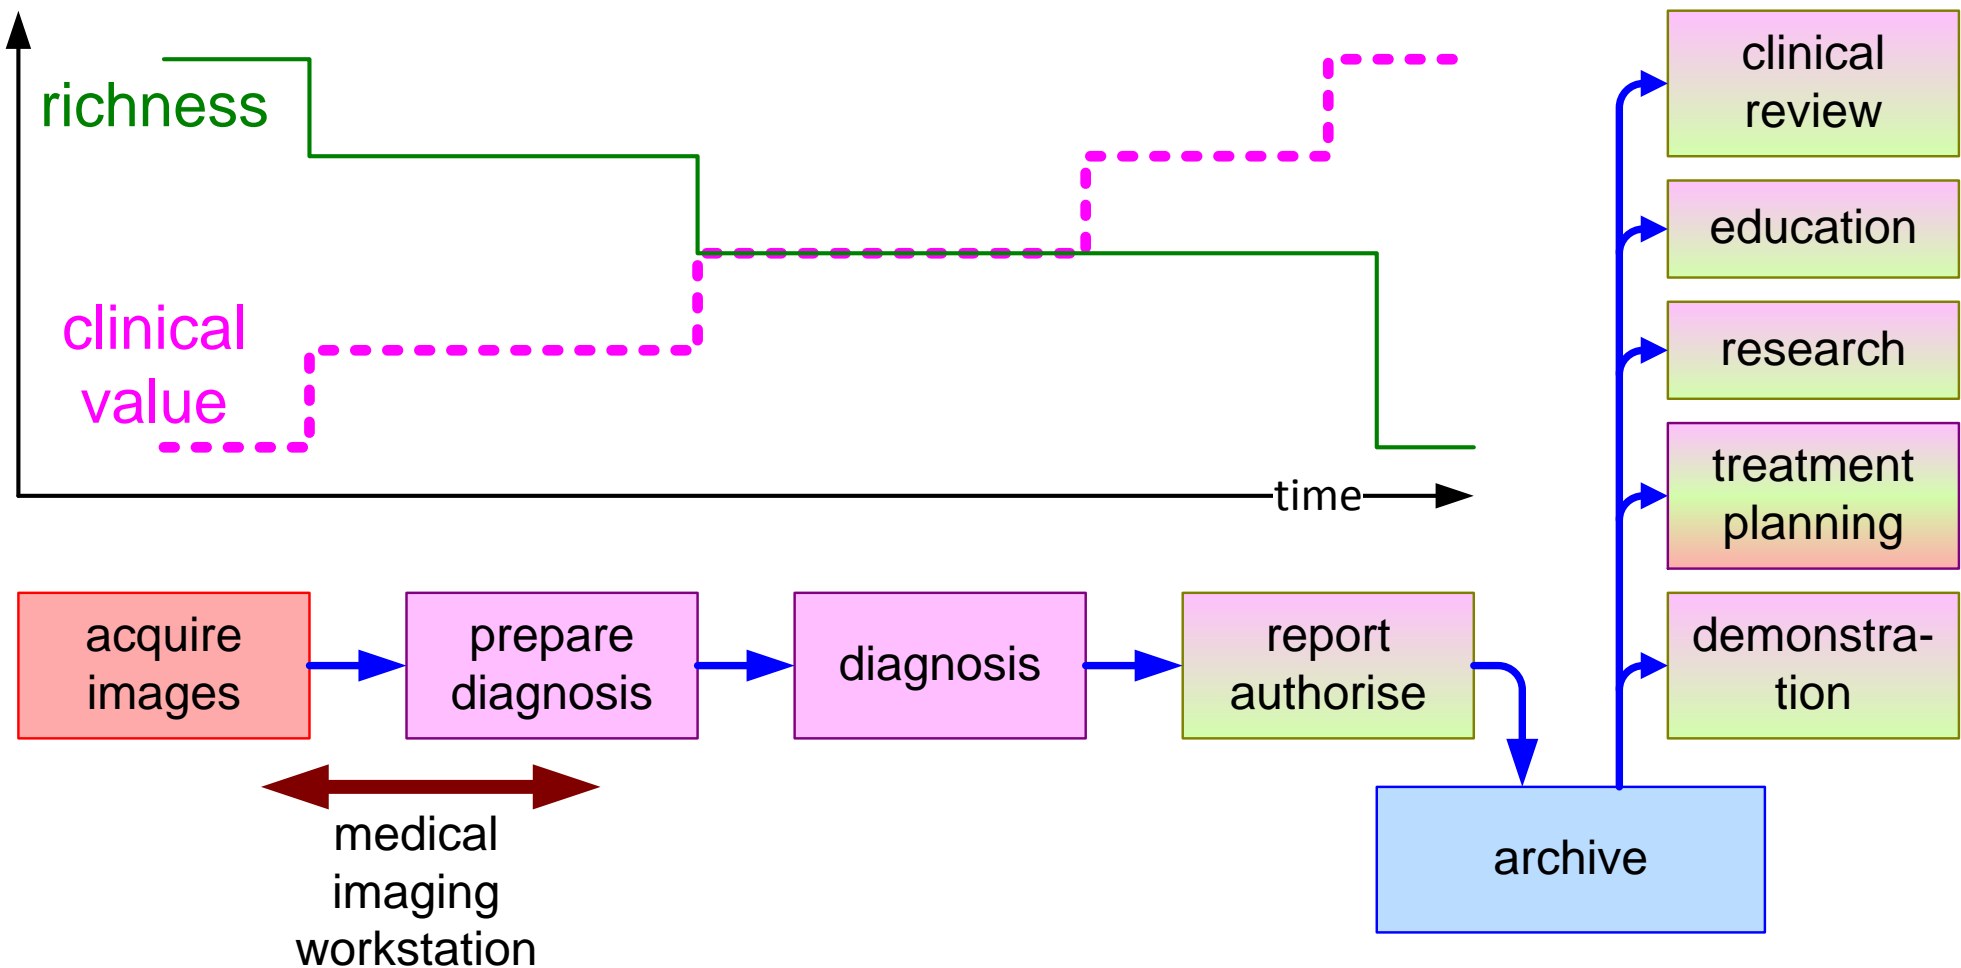 richness
clinical
value
time
acquire
images
prepare
diagnosis
diagnosis
report
authorise
medical
imaging
workstation
archive
clinical
review
education
research
treatment
planning
demonstra-
tion